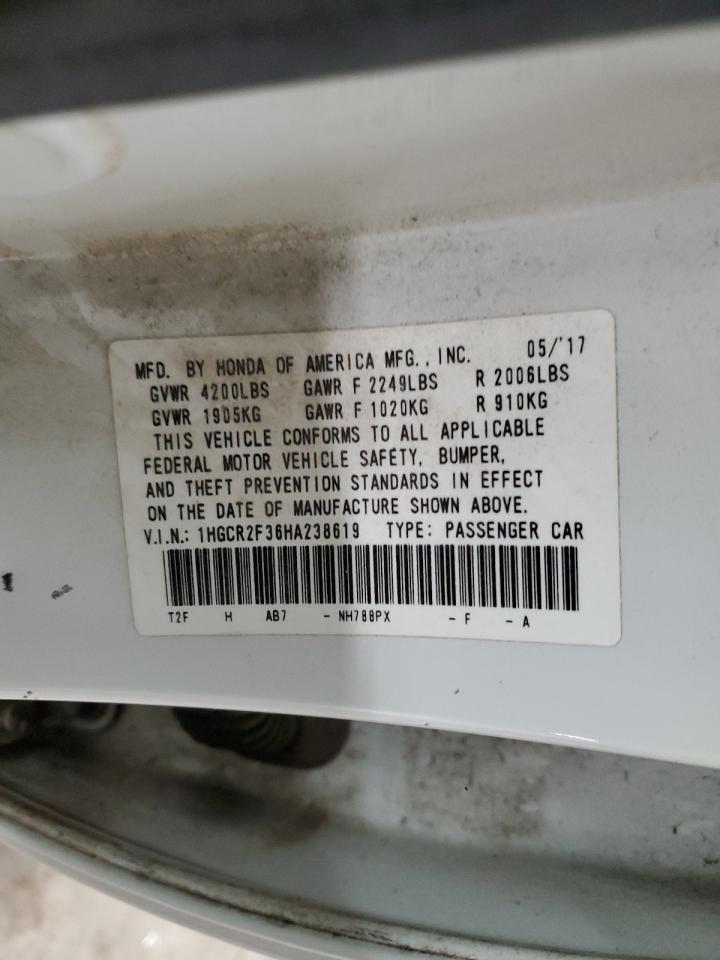 MFD. BY HONDA OF AMERICA MFG., INC. 05/'17
GVWR 4200LBS GAWR F 2249LBS R 2006LBS
GVWR 1905KG GAWR F 1020KG R 910KG
THIS VEHICLE CONFORMS TO ALL APPLICABLE
FEDERAL MOTOR VEHICLE SAFETY, BUMPER,
AND THEFT PREVENTION STANDARDS IN EFFECT
ON THE DATE OF MANUFACTURE SHOWN ABOVE.
V.I.N.: 1HGCR2F36HA238619 TYPE: PASSENGER CAR
T2F H AB7 - NH788PX - F - A